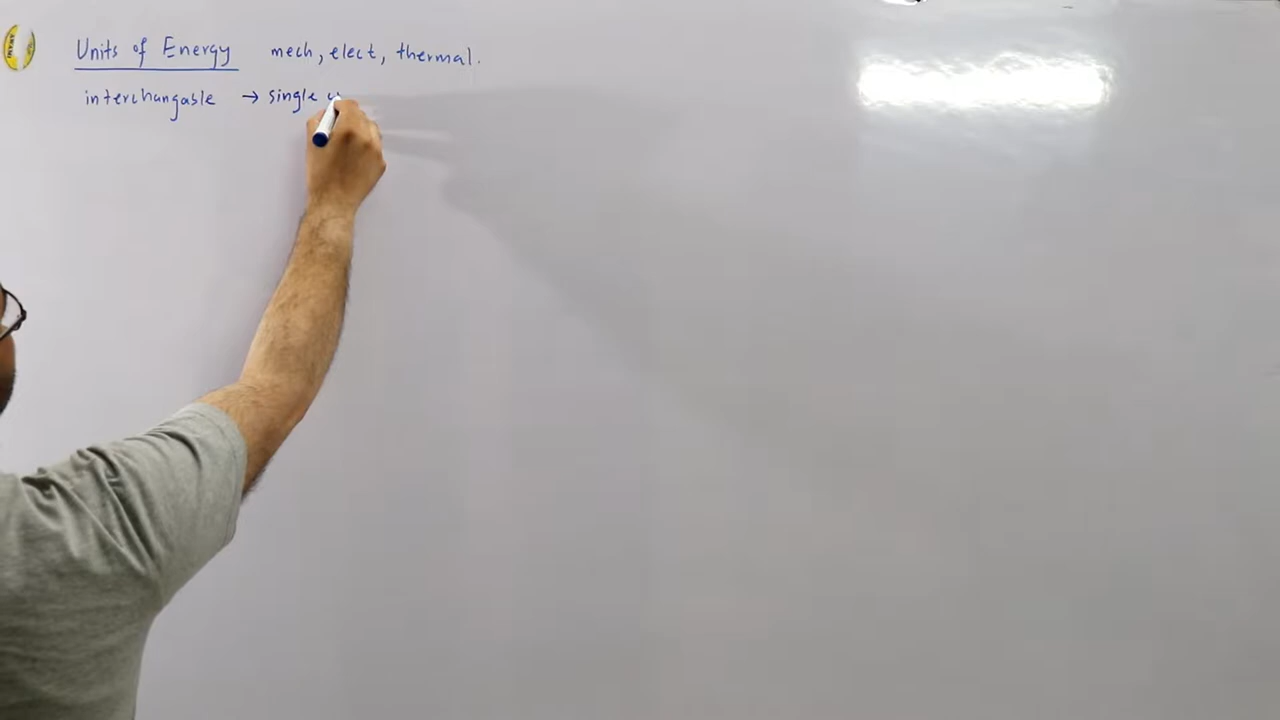 Units of Energy mech, elect, thermal.
interchangable → single